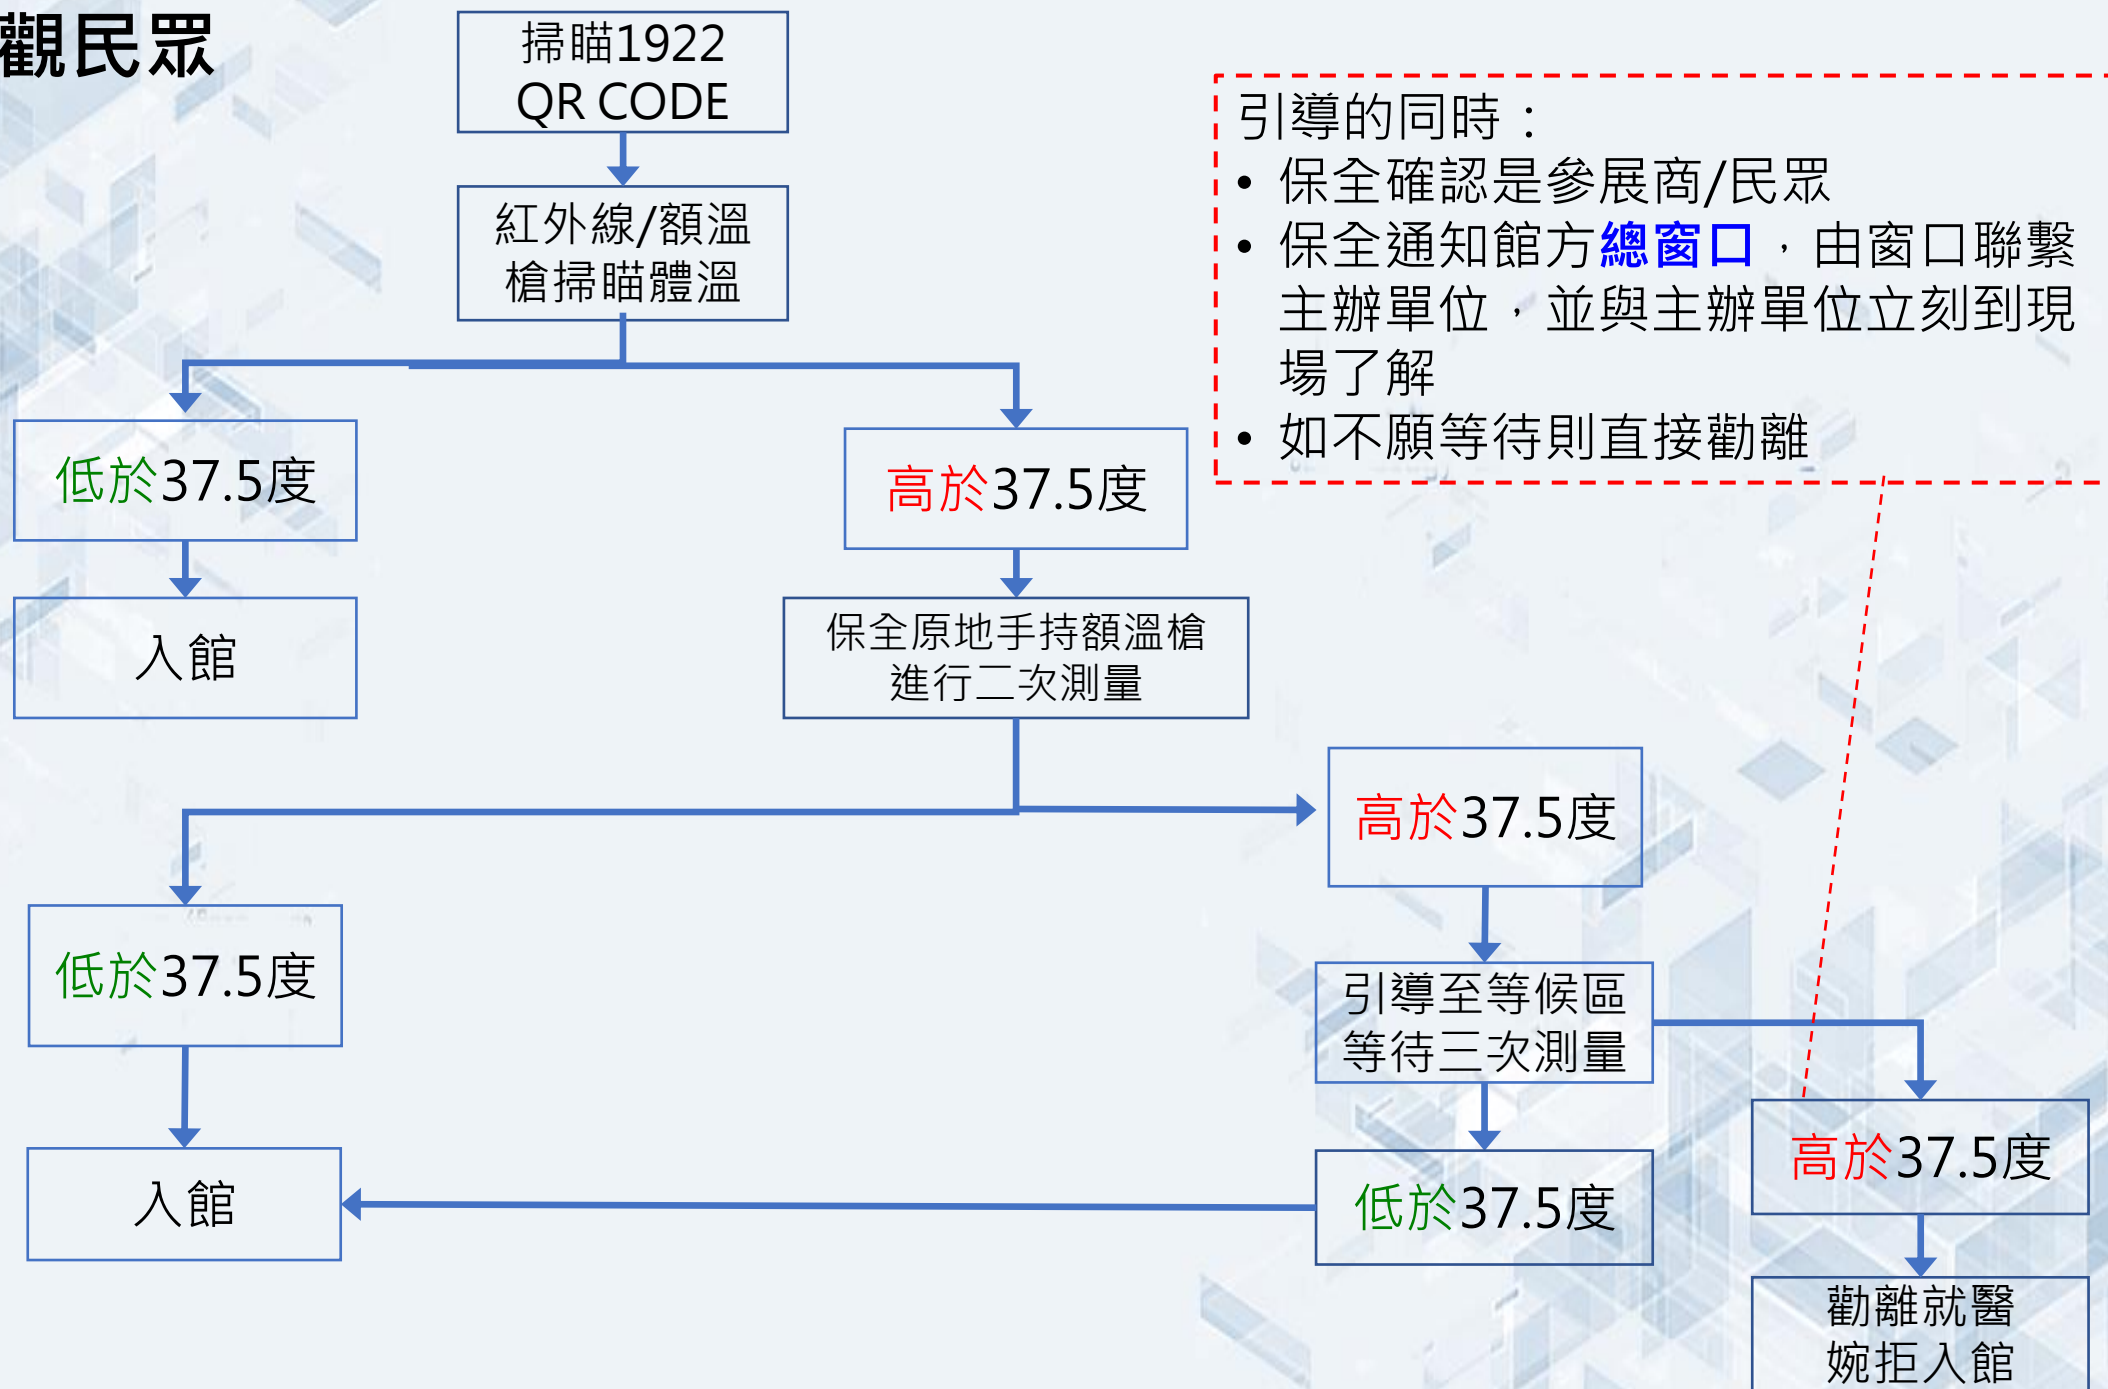 觀民眾
掃瞄1922
QR CODE
紅外線/額溫
槍掃瞄體溫
引導的同時：
• 保全確認是參展商/民眾
• 保全通知館方總窗口，由窗口聯繫
主辦單位，並與主辦單位立刻到現
場了解
• 如不願等待則直接勸離
低於37.5度
高於37.5度
入館
保全原地手持額溫槍
進行二次測量
高於37.5度
低於37.5度
引導至等候區
等待三次測量
高於37.5度
入館
低於37.5度
勸離就醫
婉拒入館